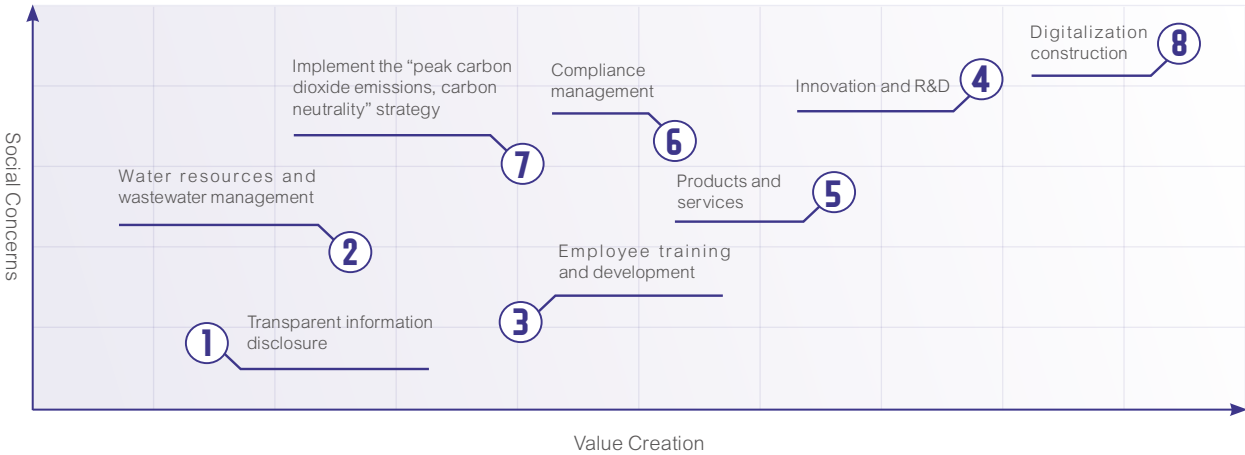 Digitalization
construction
8
Implement the “peak carbon
dioxide emissions, carbon
neutrality” strategy
7
Compliance
management
6
Innovation and R&D
4
Water resources and
wastewater management
2
Products and
services
5
Employee training
and development
3
Transparent information
disclosure
1
Social Concerns
Value Creation